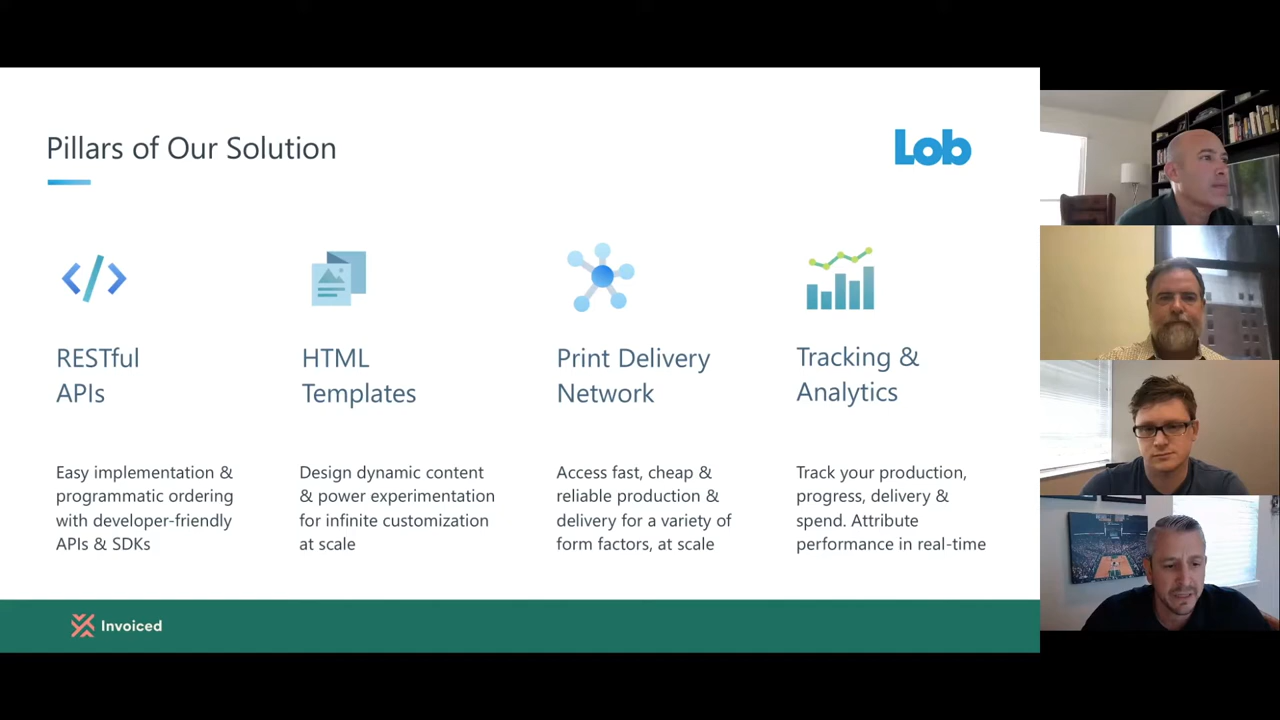 Pillars of Our Solution
Lob
RESTful
APIs
Easy implementation &
programmatic ordering
with developer-friendly
APIs & SDKs
HTML
Templates
Design dynamic content
& power experimentation
for infinite customization
at scale
Print Delivery
Network
Access fast, cheap &
reliable production &
delivery for a variety of
form factors, at scale
Tracking &
Analytics
Track your production,
progress, delivery &
spend. Attribute
performance in real-time
Invoiced